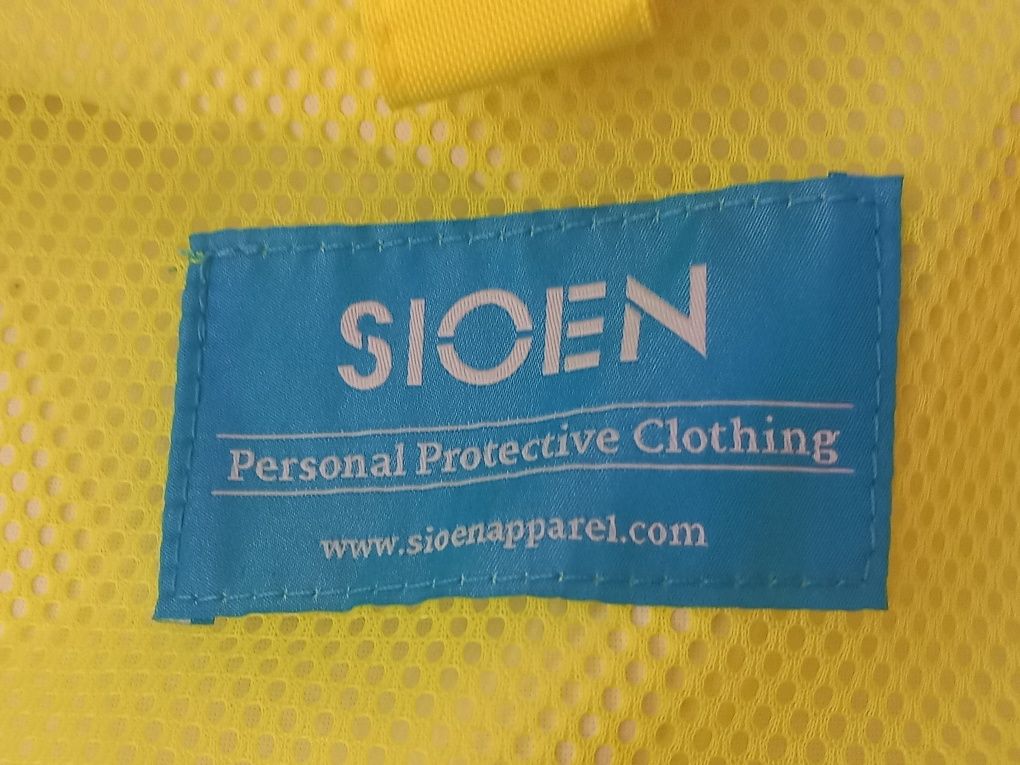 SIOEN
Personal Protective Clothing
www.sioenapparel.com